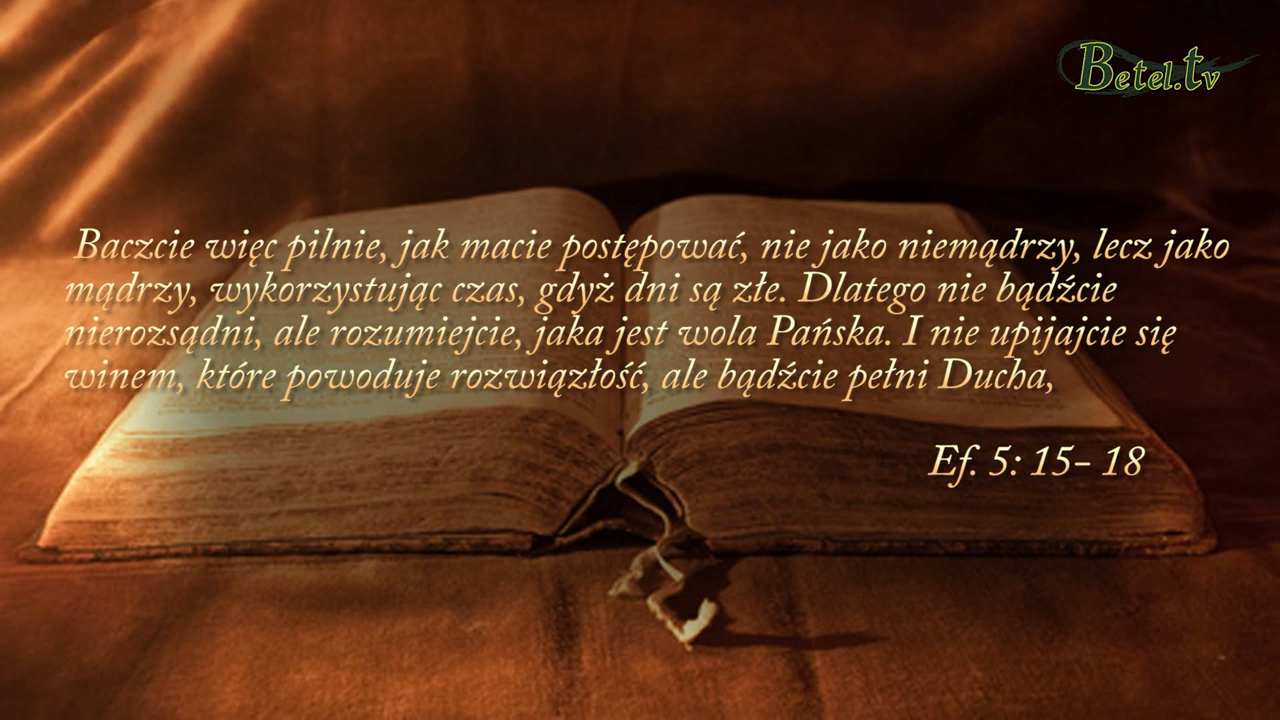 Betel.tv
Baczcie więc pilnie, jak macie postępować, nie jako niemądrzy, lecz jako
mądrzy, wykorzystując czas, gdyż dni są złe. Dlatego nie bądźcie
nierozsądni, ale rozumiejcie, jaka jest wola Pańska. I nie upijajcie się
winem, które powoduje rozwiązłość, ale bądźcie pełni Ducha,
Ef. 5: 15- 18